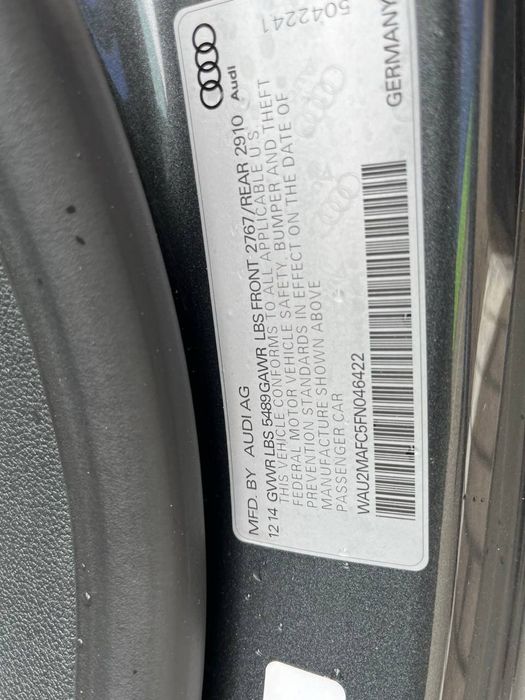 MFD. BY AUDI AG
12 14 GVWR LBS 5489 GAWR LBS FRONT 2767/REAR 2910
THIS VEHICLE CONFORMS TO ALL APPLICABLE U.S.
FEDERAL MOTOR VEHICLE SAFETY, BUMPER AND THEFT
PREVENTION STANDARDS IN EFFECT ON THE DATE OF
MANUFACTURE SHOWN ABOVE
PASSENGER CAR
WAU2MAFC5FN046422
Audi
5042241
GERMANY